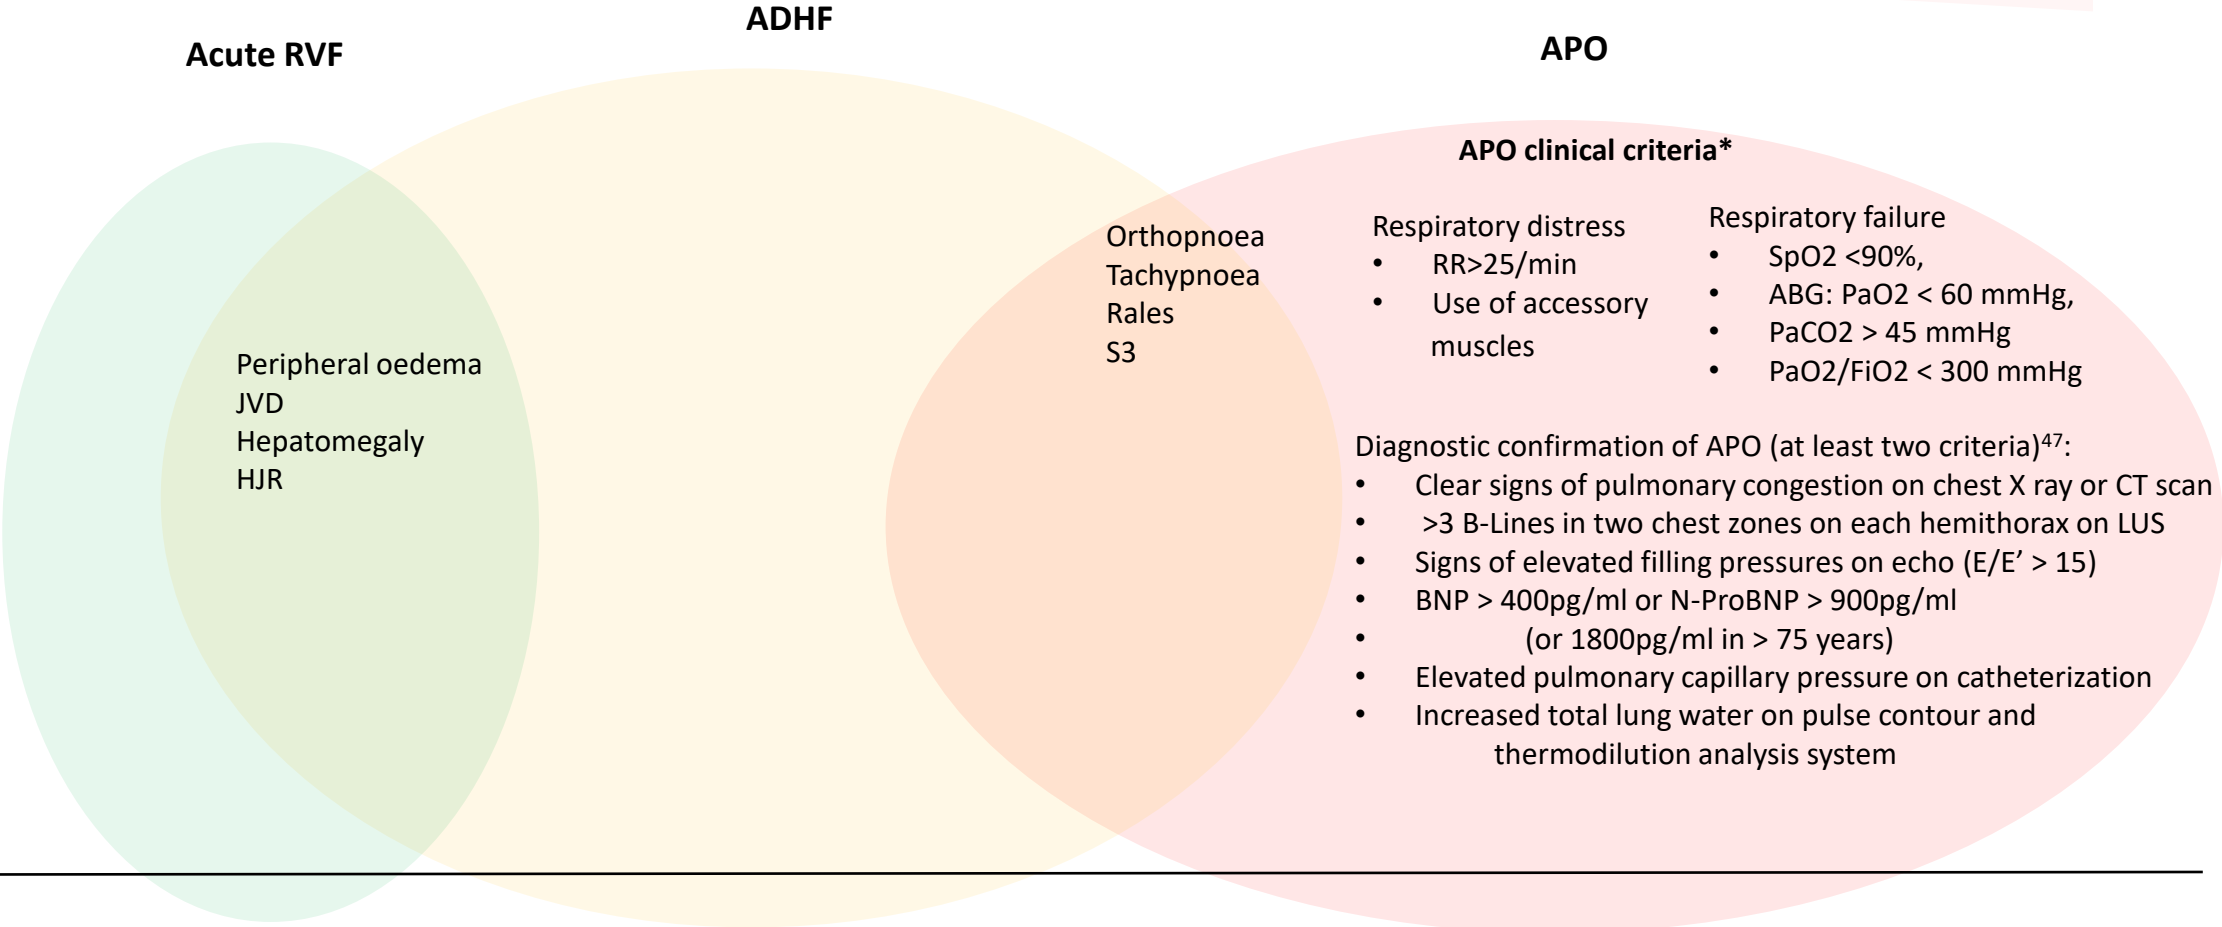 ADHF
Acute RVF
APO
Peripheral oedema
JVD
Hepatomegaly
HJR
Orthopnoea
Tachypnoea
Rales
S3
APO clinical criteria*
Respiratory distress
• RR>25/min
• Use of accessory
muscles
Respiratory failure
• SpO2 <90%,
• ABG: PaO2 < 60 mmHg,
• PaCO2 > 45 mmHg
• PaO2/FiO2 < 300 mmHg
Diagnostic confirmation of APO (at least two criteria)⁴⁷:
• Clear signs of pulmonary congestion on chest X ray or CT scan
• >3 B-Lines in two chest zones on each hemithorax on LUS
• Signs of elevated filling pressures on echo (E/E’ > 15)
• BNP > 400pg/ml or N-ProBNP > 900pg/ml
• (or 1800pg/ml in > 75 years)
• Elevated pulmonary capillary pressure on catheterization
• Increased total lung water on pulse contour and
thermodilution analysis system